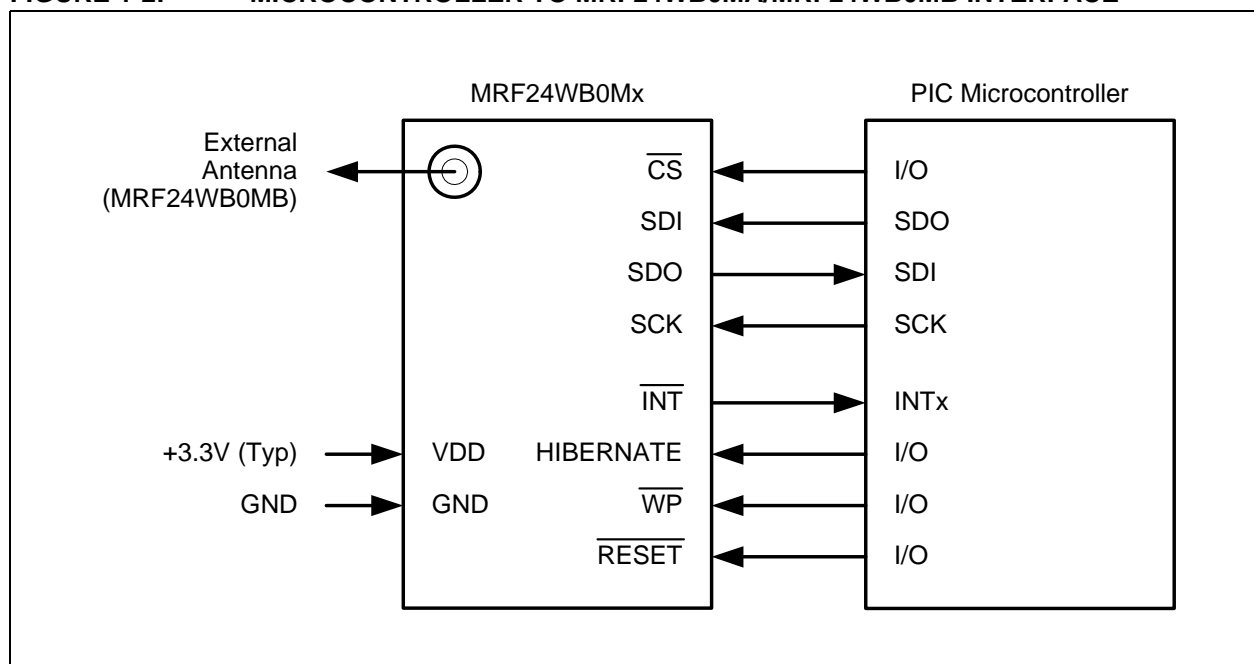 MRF24WB0Mx
PIC Microcontroller
External
Antenna
(MRF24WB0MB)
CS
I/O
SDI
SDO
SDO
SDI
SCK
SCK
INT
INTx
+3.3V (Typ)
VDD
HIBERNATE
I/O
GND
GND
WP
I/O
RESET
I/O